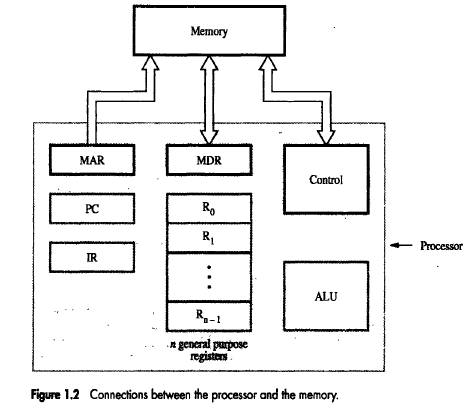 Memory
MAR
MDR
Control
PC
R0
R1
IR
Processor
ALU
Rn-1
n general purpose
registers
Figure 1.2 Connections between the processor and the memory.